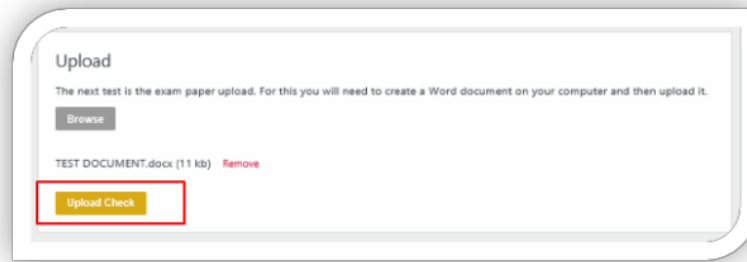 Upload
The next test is the exam paper upload. For this you will need to create a Word document on your computer and then upload it.
Browse
TEST DOCUMENT.docx (11 kb) Remove
Upload Check